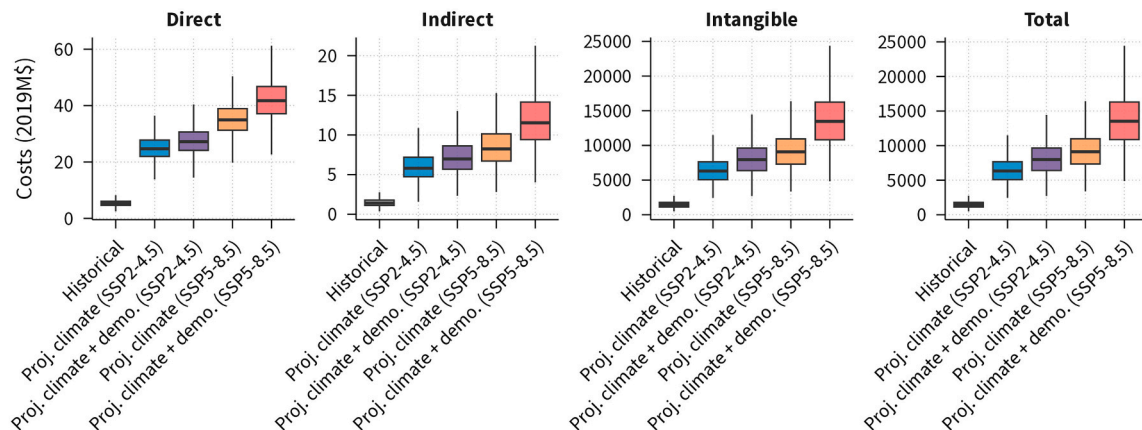 Direct
Indirect
Intangible
Total
Costs (2019M$)
60
40
20
0
20
15
10
5
0
25000
20000
15000
10000
5000
0
25000
20000
15000
10000
5000
0
Historical
Proj. climate (SSP2-4.5)
Proj. climate + demo. (SSP2-4.5)
Proj. climate (SSP5-8.5)
Proj. climate + demo. (SSP5-8.5)
Historical
Proj. climate (SSP2-4.5)
Proj. climate + demo. (SSP2-4.5)
Proj. climate (SSP5-8.5)
Proj. climate + demo. (SSP5-8.5)
Historical
Proj. climate (SSP2-4.5)
Proj. climate + demo. (SSP2-4.5)
Proj. climate (SSP5-8.5)
Proj. climate + demo. (SSP5-8.5)
Historical
Proj. climate (SSP2-4.5)
Proj. climate + demo. (SSP2-4.5)
Proj. climate (SSP5-8.5)
Proj. climate + demo. (SSP5-8.5)